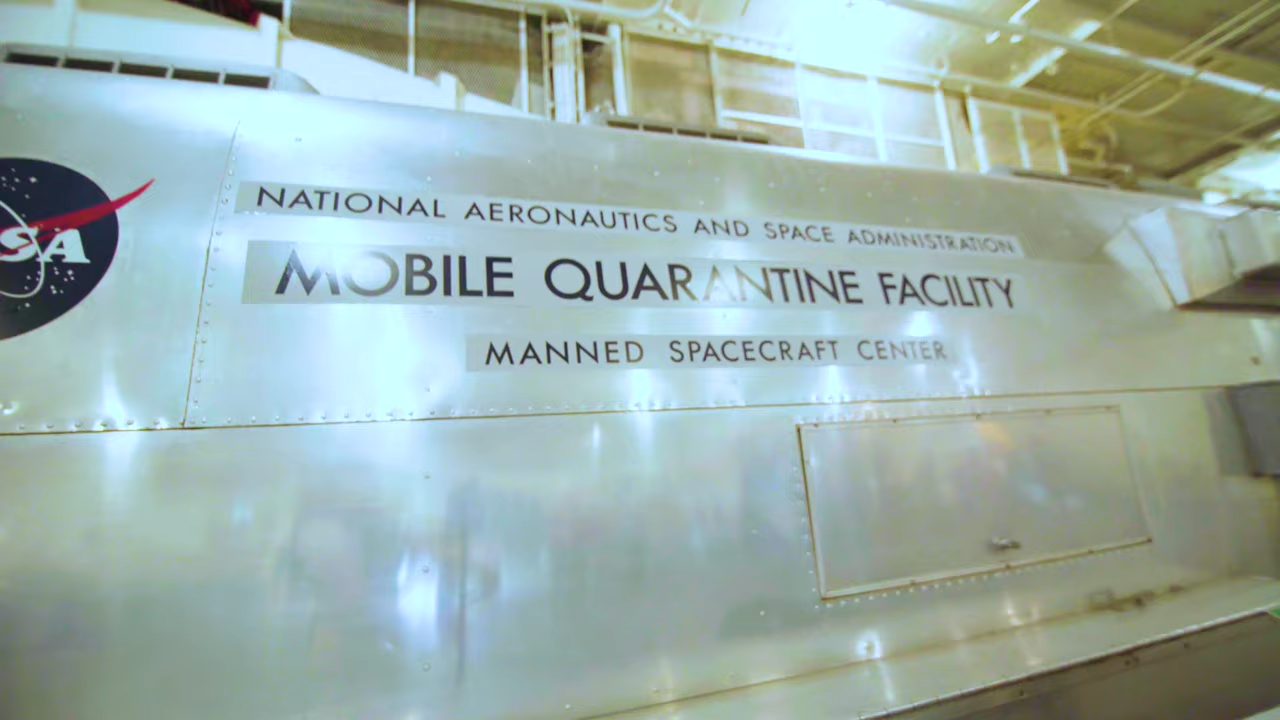 NATIONAL AERONAUTICS AND SPACE ADMINISTRATION
MOBILE QUARANTINE FACILITY
MANNED SPACECRAFT CENTER